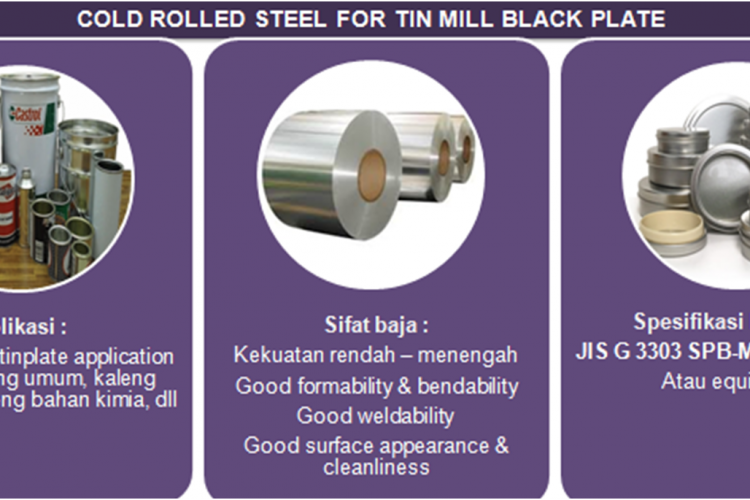 COLD ROLLED STEEL FOR TIN MILL BLACK PLATE
Castrol
likasi :
tinplate application
ng umum, kaleng
ng bahan kimia, dll
Sifat baja :
Kekuatan rendah – menengah
Good formability & bendability
Good weldability
Good surface appearance &
cleanliness
Spesifikasi
JIS G 3303 SPB-M
Atau equi